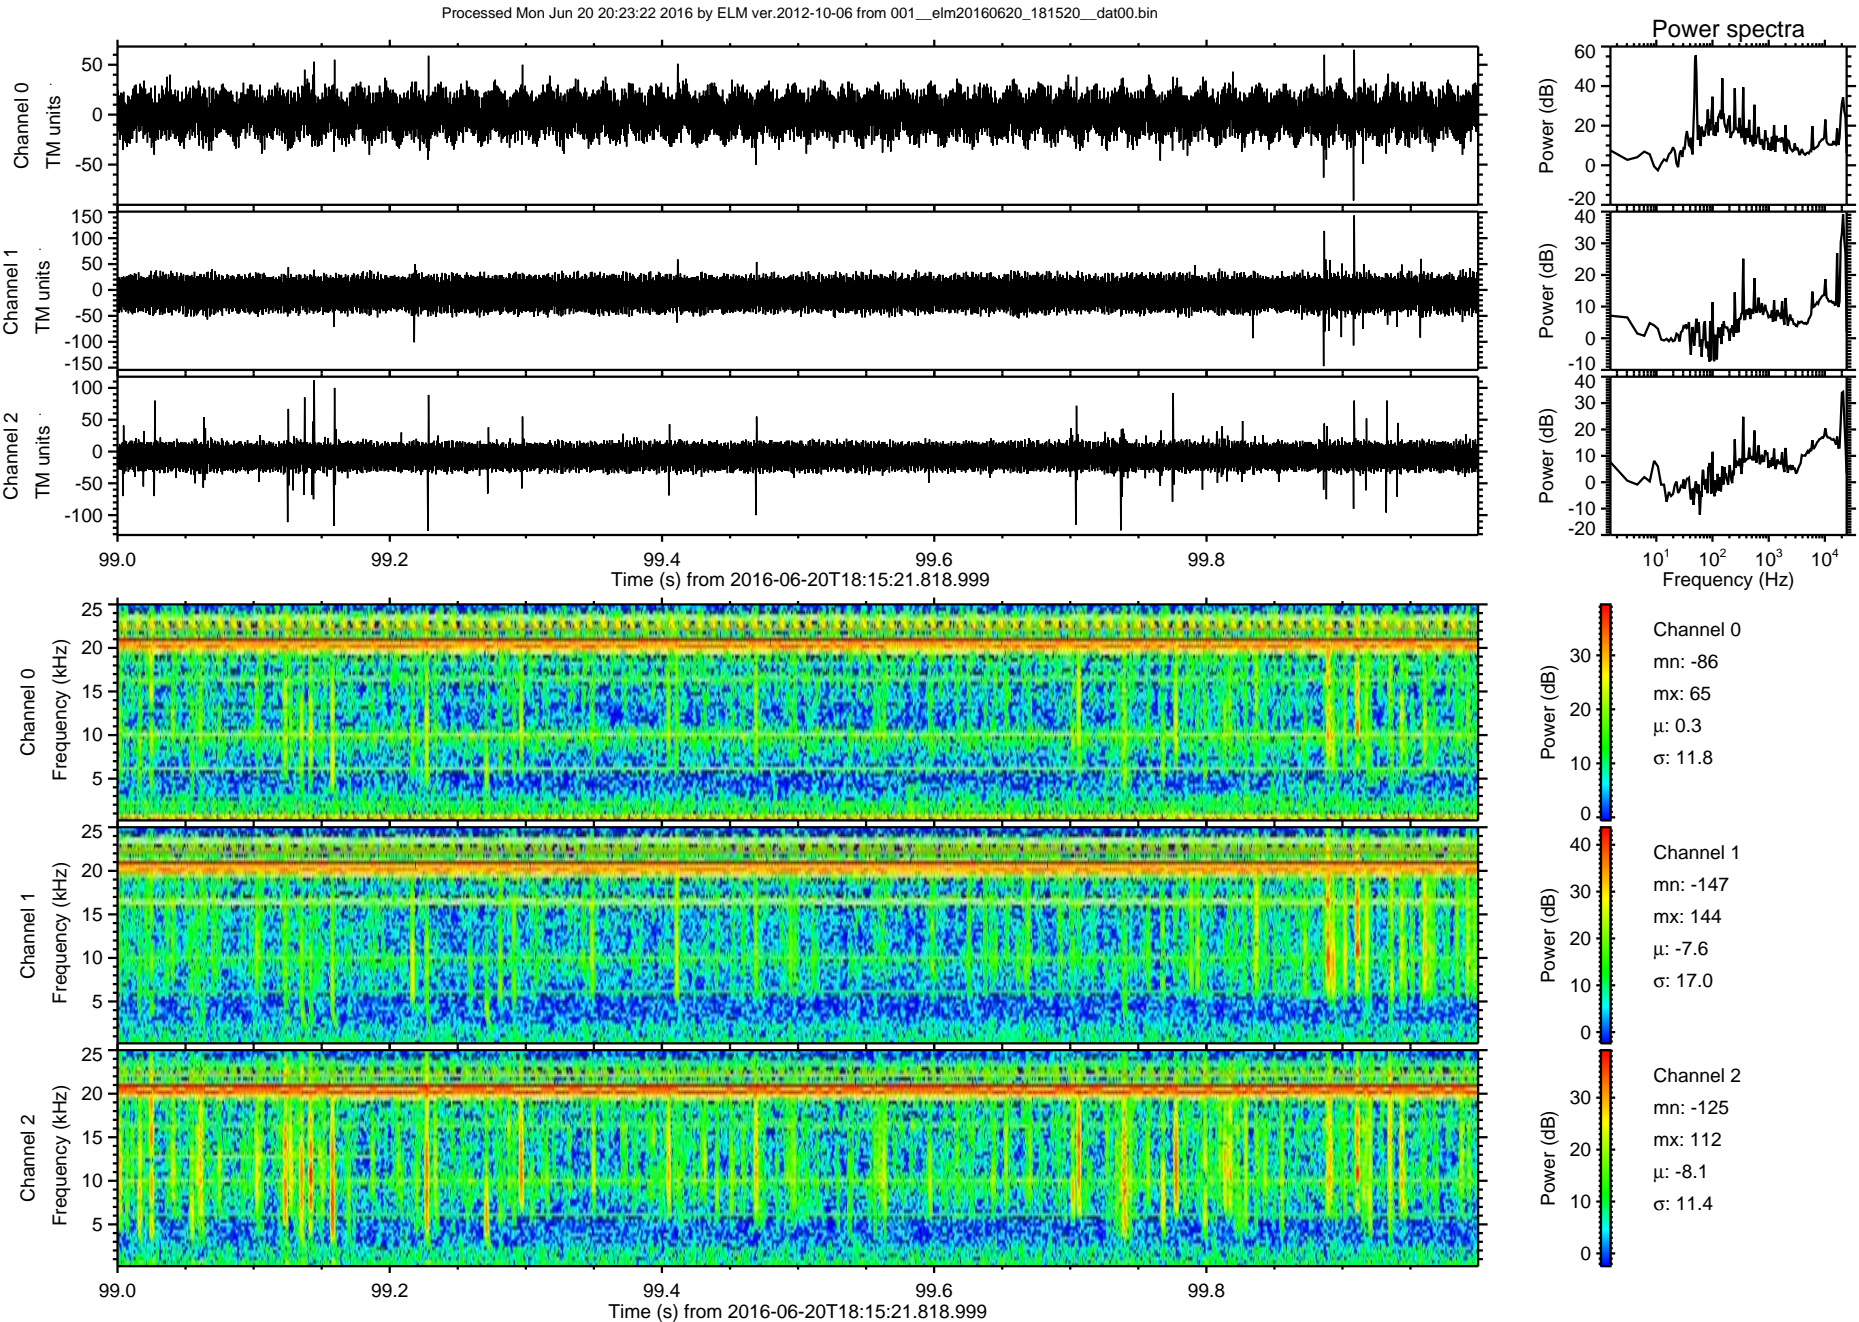 Processed Mon Jun 20 20:23:22 2016 by ELM ver.2012-10-06 from 001__elm20160620_181520__dat00.bin
Power spectra
Channel 0
TM units
50
0
-50
Power (dB)
60
40
20
0
-20
Channel 1
TM units
150
100
50
0
-50
-100
-150
Power (dB)
40
30
20
10
0
-10
Channel 2
TM units
100
50
0
-50
-100
Power (dB)
40
30
20
10
0
-10
-20
99.0 99.2 99.4 99.6 99.8
Time (s) from 2016-06-20T18:15:21.818.999
10^1 10^2 10^3 10^4
Frequency (Hz)
Channel 0
Frequency (kHz)
25
20
15
10
5
Power (dB)
30
20
10
0
Channel 0
mn: -86
mx: 65
μ: 0.3
σ: 11.8
Channel 1
Frequency (kHz)
25
20
15
10
5
Power (dB)
40
30
20
10
0
Channel 1
mn: -147
mx: 144
μ: -7.6
σ: 17.0
Channel 2
Frequency (kHz)
25
20
15
10
5
Power (dB)
30
20
10
0
Channel 2
mn: -125
mx: 112
μ: -8.1
σ: 11.4
99.0 99.2 99.4 99.6 99.8
Time (s) from 2016-06-20T18:15:21.818.999